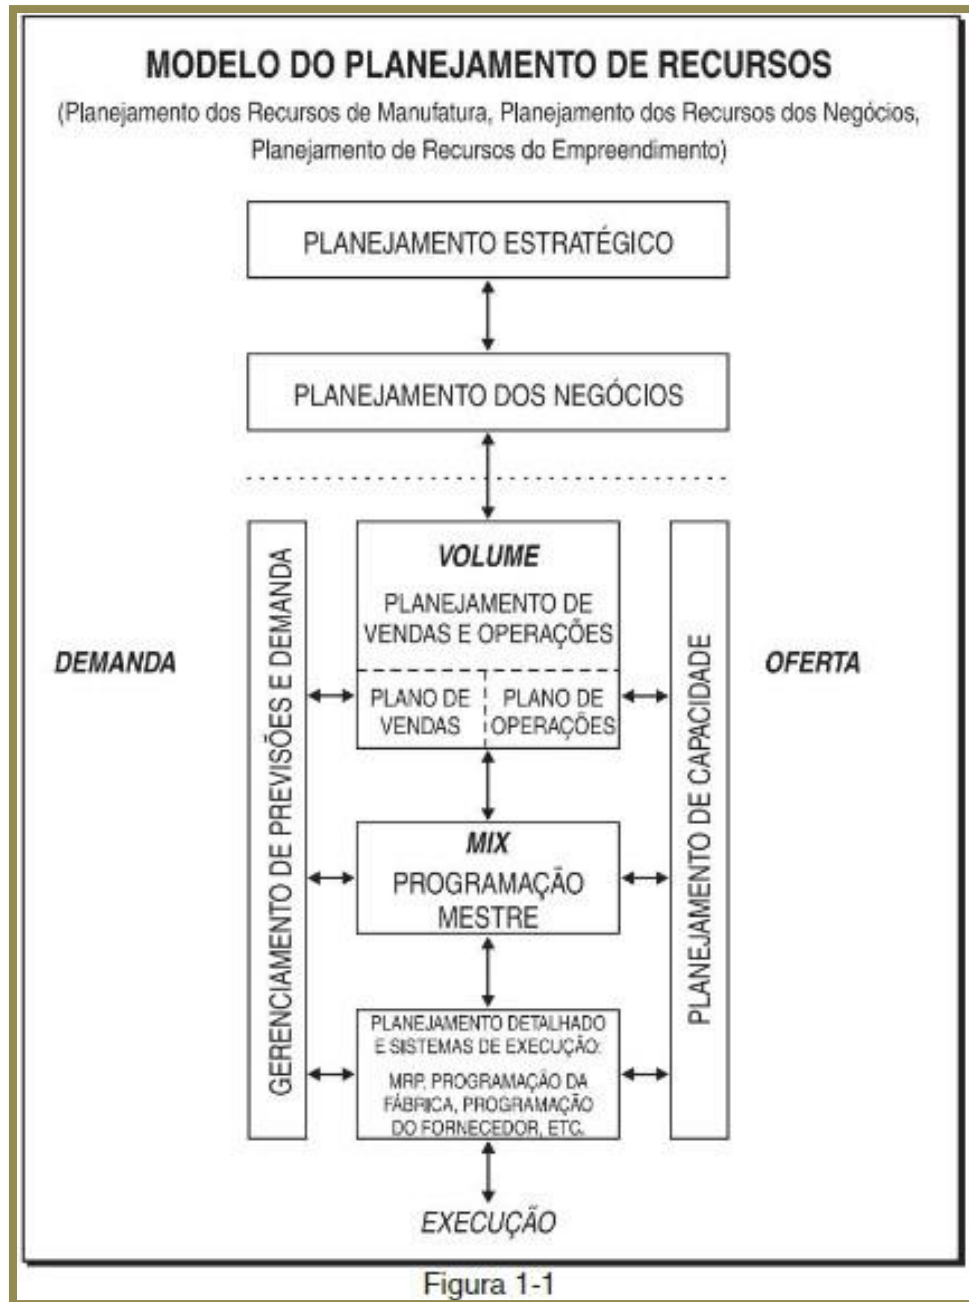 MODELO DO PLANEJAMENTO DE RECURSOS
(Planejamento dos Recursos de Manufatura, Planejamento dos Recursos dos Negócios,
Planejamento de Recursos do Empreendimento)
PLANEJAMENTO ESTRATÉGICO
PLANEJAMENTO DOS NEGÓCIOS
DEMANDA
GERENCIAMENTO DE PREVISÕES E DEMANDA
VOLUME
PLANEJAMENTO DE
VENDAS E OPERAÇÕES
PLANO DE
VENDAS
PLANO DE
OPERAÇÕES
MIX
PROGRAMAÇÃO
MESTRE
PLANEJAMENTO DETALHADO
E SISTEMAS DE EXECUÇÃO:
MRP, PROGRAMAÇÃO DA
FÁBRICA, PROGRAMAÇÃO
DO FORNECEDOR, ETC.
PLANEJAMENTO DE CAPACIDADE
OFERTA
EXECUÇÃO
Figura 1-1